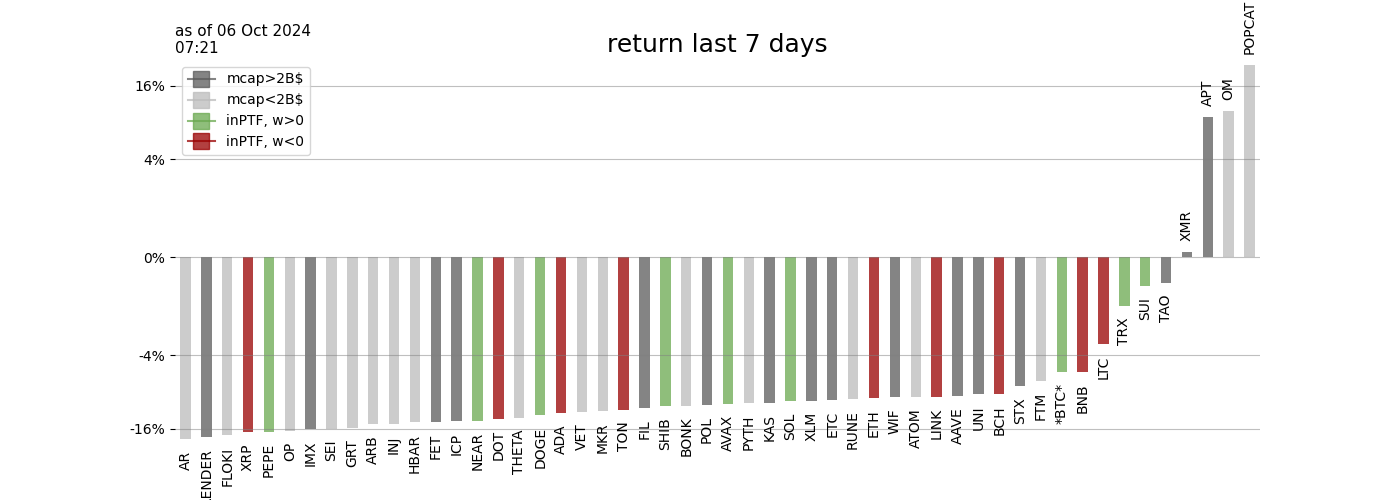 as of 06 Oct 2024
07:21
return last 7 days
mcap>2B$
mcap<2B$
inPTF, w>0
inPTF, w<0
16%
4%
0%
-4%
-16%
AR
ENDER
FLOKI
XRP
PEPE
OP
IMX
SEI
GRT
ARB
INJ
HBAR
FET
ICP
NEAR
DOT
THETA
DOGE
ADA
VET
MKR
TON
FIL
SHIB
BONK
POL
AVAX
PYTH
KAS
SOL
XLM
ETC
RUNE
ETH
WIF
ATOM
LINK
AAVE
UNI
BCH
STX
FTM
*BTC*
BNB
LTC
TRX
SUI
TAO
XMR
APT
OM
POPCAT